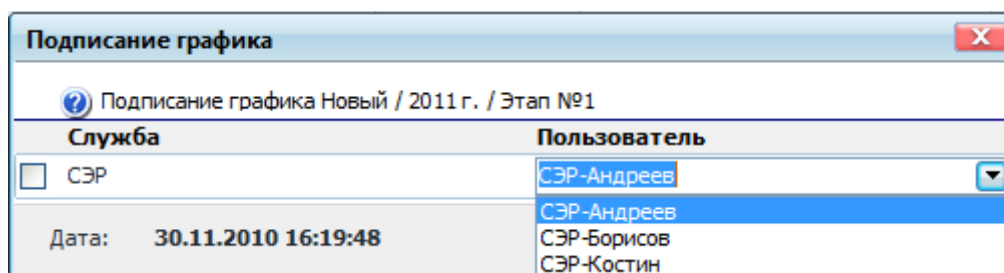 Подписание графика
Подписание графика Новый / 2011 г. / Этап №1
Служба Пользователь
СЭР СЭР-Андреев
СЭР-Андреев
Дата: 30.11.2010 16:19:48 СЭР-Борисов
СЭР-Костин